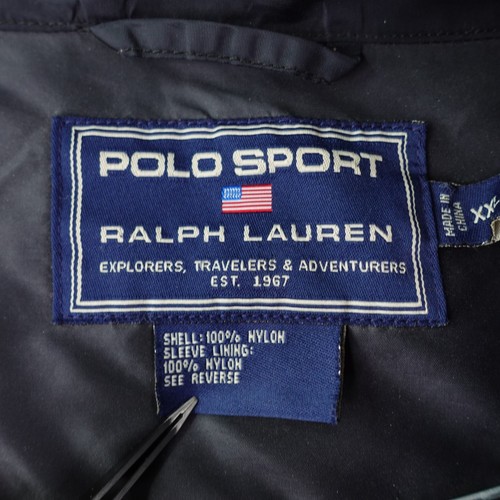 POLO SPORT
RALPH LAUREN
EXPLORERS, TRAVELERS & ADVENTURERS
EST. 1967
MADE IN
CHINA
SHELL: 100% NYLON
SLEEVE LINING:
100% NYLON
SEE REVERSE